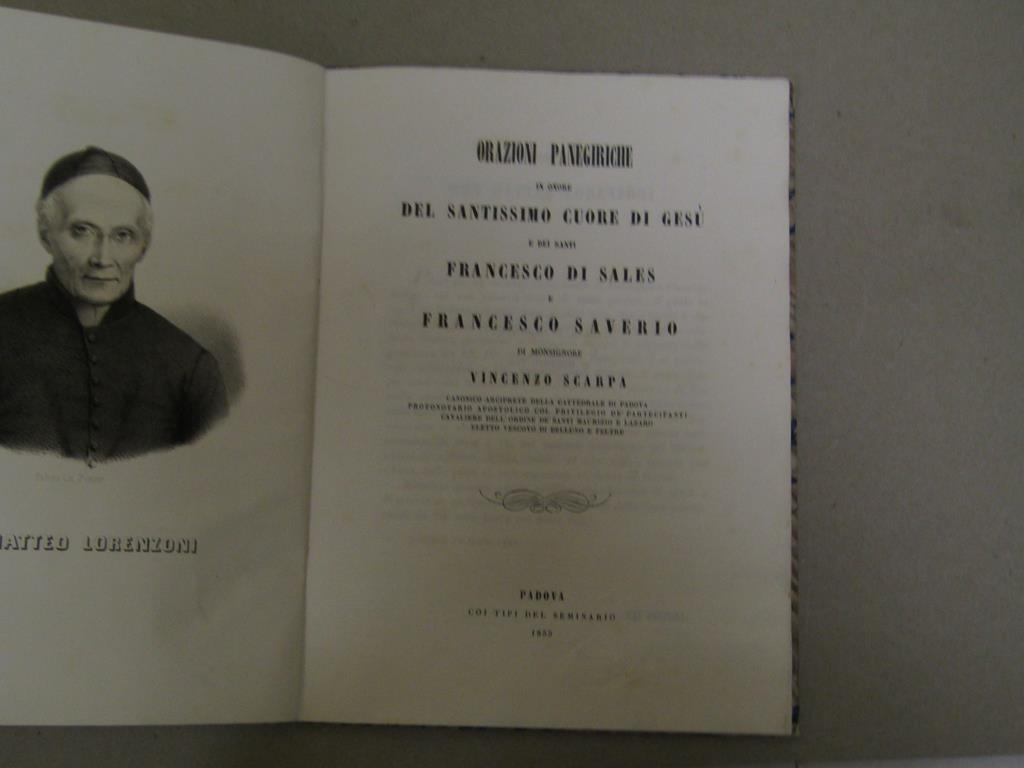 MATTEO LORENZONI
ORAZIONI PANEGIRICHE
IN ONORE
DEL SANTISSIMO CUORE DI GESÙ
E DEI SANTI
FRANCESCO DI SALES
E
FRANCESCO SAVERIO
DI MONSIGNORE
VINCENZO SCARPA
CANONICO ARCIPRETE DELLA CATTEDRALE DI PADOVA
PROTONOTARIO APOSTOLICO COL PRIVILEGIO DE' PARTECIPANTI
CAVALIERE DELL'ORDINE DE' SANTI MAURIZIO E LAZARO
ELETTO VESCOVO DI BELLUNO E FELTRE
PADOVA
COI TIPI DEL SEMINARIO
1853